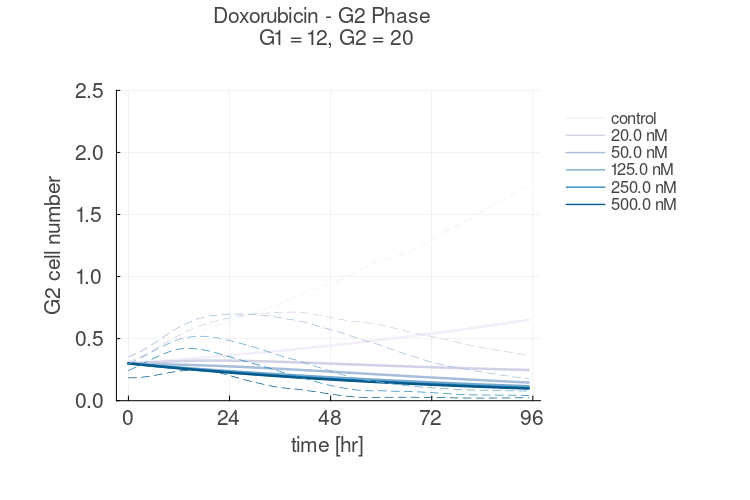 Doxorubicin - G2 Phase
G1 = 12, G2 = 20
2.5
2.0
1.5
1.0
0.5
0.0
G2 cell number
0 24 48 72 96
time [hr]
control
20.0 nM
50.0 nM
125.0 nM
250.0 nM
500.0 nM